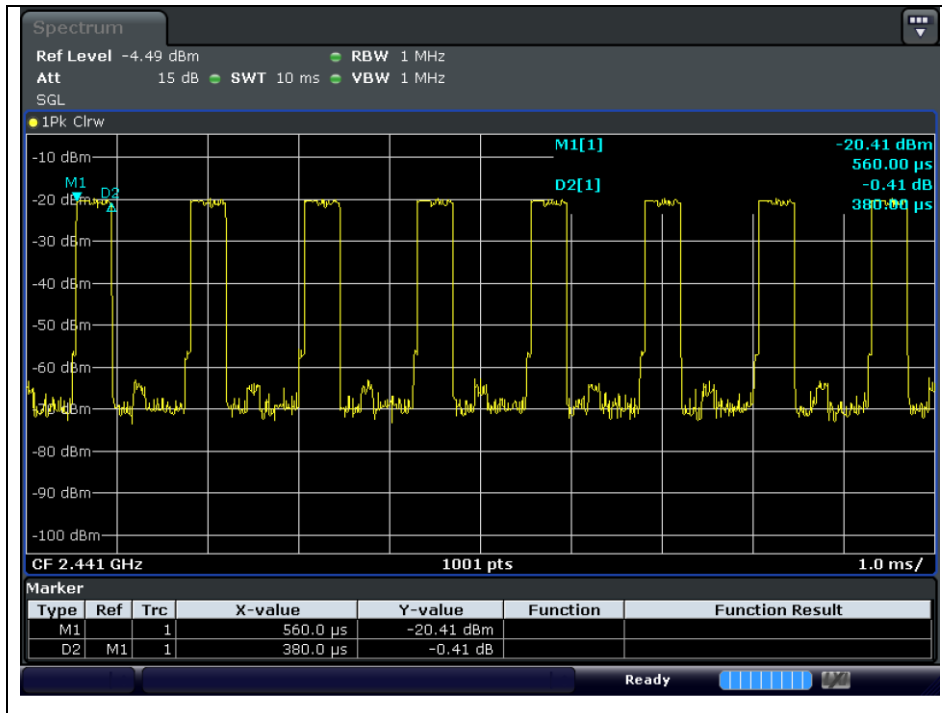 Spectrum
Ref Level -4.49 dBm RBW 1 MHz
Att 15 dB SWT 10 ms VBW 1 MHz
SGL
1Pk Clrw
M1[1] -20.41 dBm
560.00 µs
D2[1] -0.41 dB
380.00 µs
M1
D2
-10 dBm
-20 dBm
-30 dBm
-40 dBm
-50 dBm
-60 dBm
-70 dBm
-80 dBm
-90 dBm
-100 dBm
CF 2.441 GHz 1001 pts 1.0 ms/
Marker
Type Ref Trc X-value Y-value Function Function Result
M1 1 560.0 µs -20.41 dBm
D2 M1 1 380.0 µs -0.41 dB
Ready